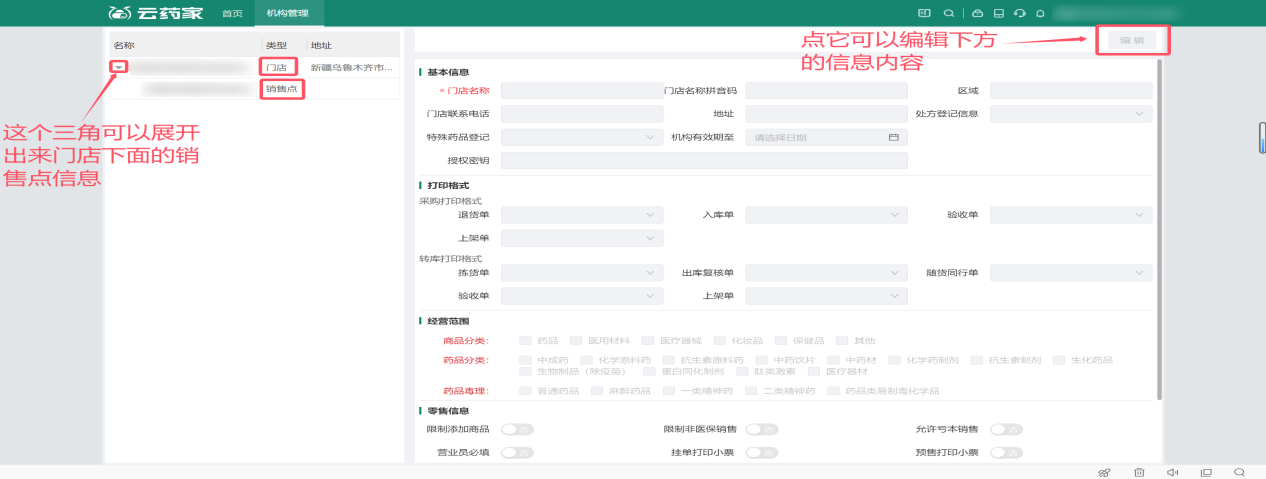 云药家 首页 机构管理
点它可以编辑下方
的信息内容
编辑
名称 类型 地址
门店 新疆乌鲁木齐市...
销售点
这个三角可以展开
出来门店下面的销
售点信息
基本信息
* 门店名称 门店名称拼音码 区域
门店联系电话 地址 处方登记信息
特殊药品登记 机构有效期至 请选择日期
授权密钥
打印格式
采购打印格式
退货单 入库单 验收单
上架单
转库打印格式
拣货单 出库复核单 随货同行单
验收单 上架单
经营范围
商品分类: 药品 医用材料 医疗器械 化妆品 保健品 其他
药品分类: 中成药 化学原料药 抗生素原料药 中药饮片 中药材 化学药制剂 抗生素制剂 生化药品
生物制品（除疫苗） 蛋白同化制剂 肽类激素 医疗器材
药品毒理: 普通药品 麻醉药品 一类精神药 二类精神药 药品类易制毒化学品
零售信息
限制添加商品 否 限制非医保销售 否 允许亏本销售 否
营业员必填 否 挂单打印小票 否 预售打印小票 否